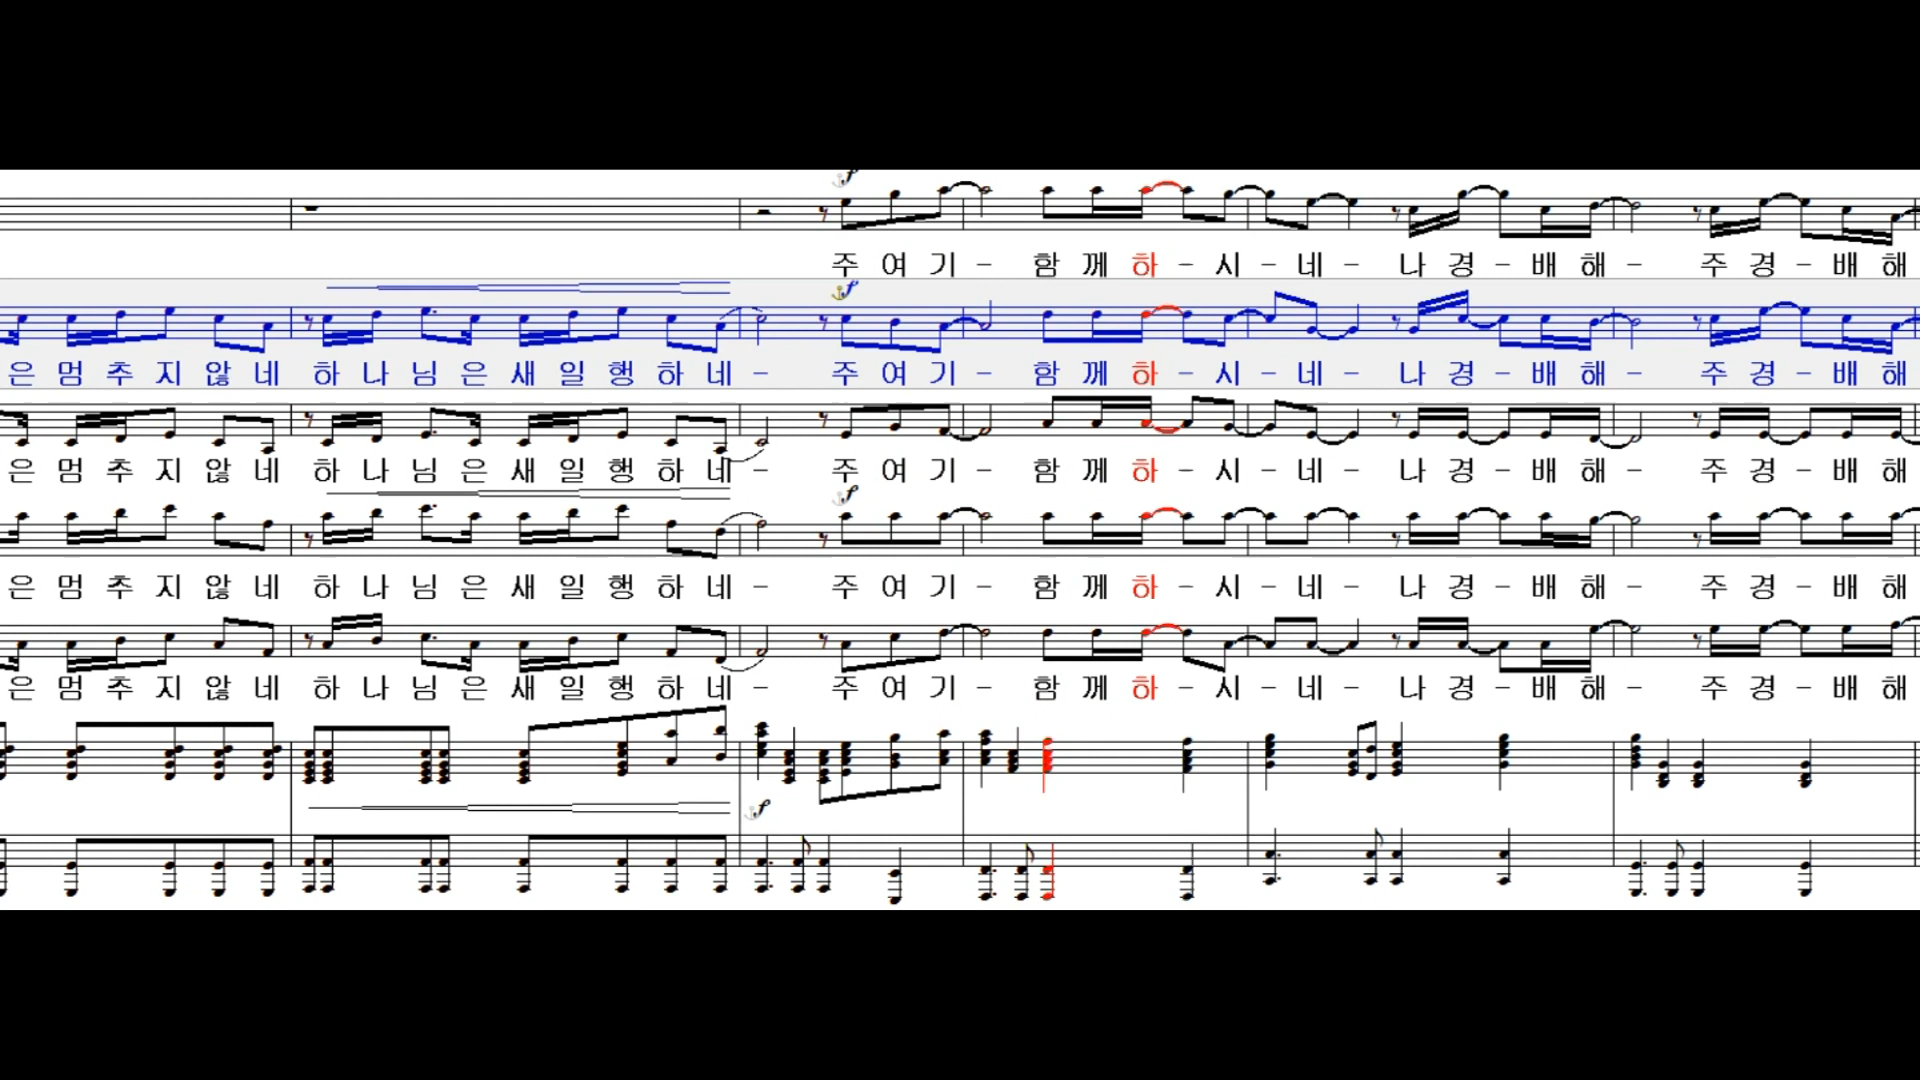 f
주 여 기 - 함 께 하 - 시 - 네 - 나 경 - 배 해 - 주 경 - 배 해
f
은 멈 추 지 않 네 하 나 님 은 새 일 행 하 네 - 주 여 기 - 함 께 하 - 시 - 네 - 나 경 - 배 해 - 주 경 - 배 해
은 멈 추 지 않 네 하 나 님 은 새 일 행 하 네 - 주 여 기 - 함 께 하 - 시 - 네 - 나 경 - 배 해 - 주 경 - 배 해
f
은 멈 추 지 않 네 하 나 님 은 새 일 행 하 네 - 주 여 기 - 함 께 하 - 시 - 네 - 나 경 - 배 해 - 주 경 - 배 해
은 멈 추 지 않 네 하 나 님 은 새 일 행 하 네 - 주 여 기 - 함 께 하 - 시 - 네 - 나 경 - 배 해 - 주 경 - 배 해
f